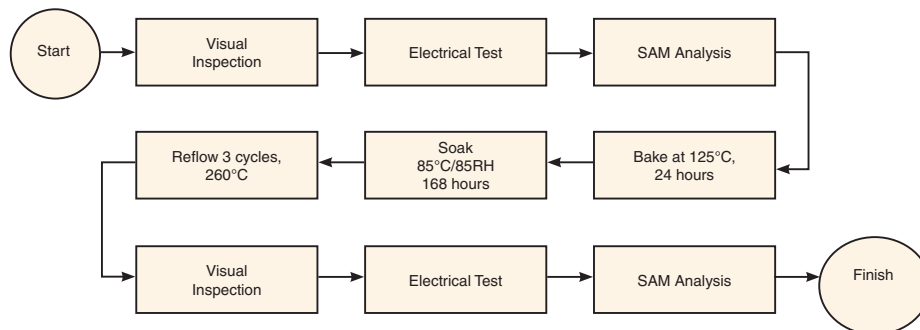 Start
Visual
Inspection
Electrical Test
SAM Analysis
Bake at 125°C,
24 hours
Soak
85°C/85RH
168 hours
Reflow 3 cycles,
260°C
Visual
Inspection
Electrical Test
SAM Analysis
Finish